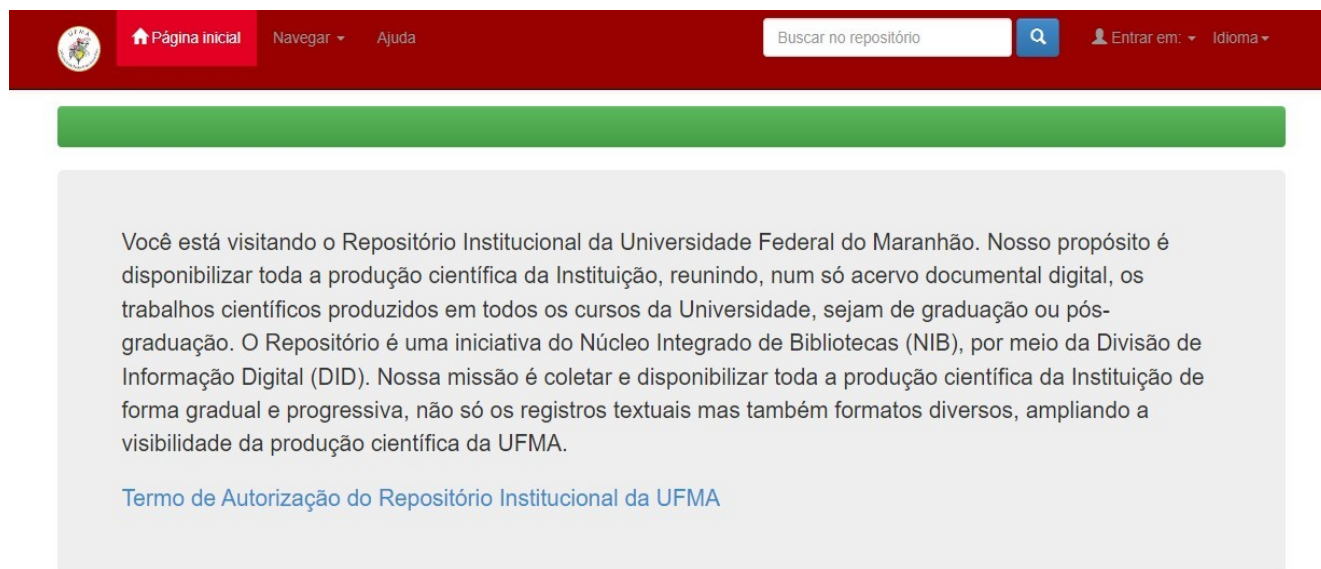 Página inicial Navegar Ajuda Buscar no repositório Entrar em: Idioma
Você está visitando o Repositório Institucional da Universidade Federal do Maranhão. Nosso propósito é
disponibilizar toda a produção científica da Instituição, reunindo, num só acervo documental digital, os
trabalhos científicos produzidos em todos os cursos da Universidade, sejam de graduação ou pós-
graduação. O Repositório é uma iniciativa do Núcleo Integrado de Bibliotecas (NIB), por meio da Divisão de
Informação Digital (DID). Nossa missão é coletar e disponibilizar toda a produção científica da Instituição de
forma gradual e progressiva, não só os registros textuais mas também formatos diversos, ampliando a
visibilidade da produção científica da UFMA.
Termo de Autorização do Repositório Institucional da UFMA